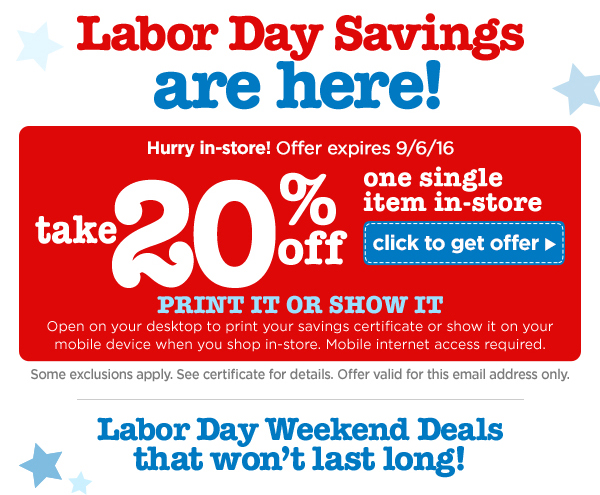 Labor Day Savings
are here!
Hurry in-store! Offer expires 9/6/16
take 20% off
one single
item in-store
click to get offer ▸
PRINT IT OR SHOW IT
Open on your desktop to print your savings certificate or show it on your
mobile device when you shop in-store. Mobile internet access required.
Some exclusions apply. See certificate for details. Offer valid for this email address only.
Labor Day Weekend Deals
that won't last long!